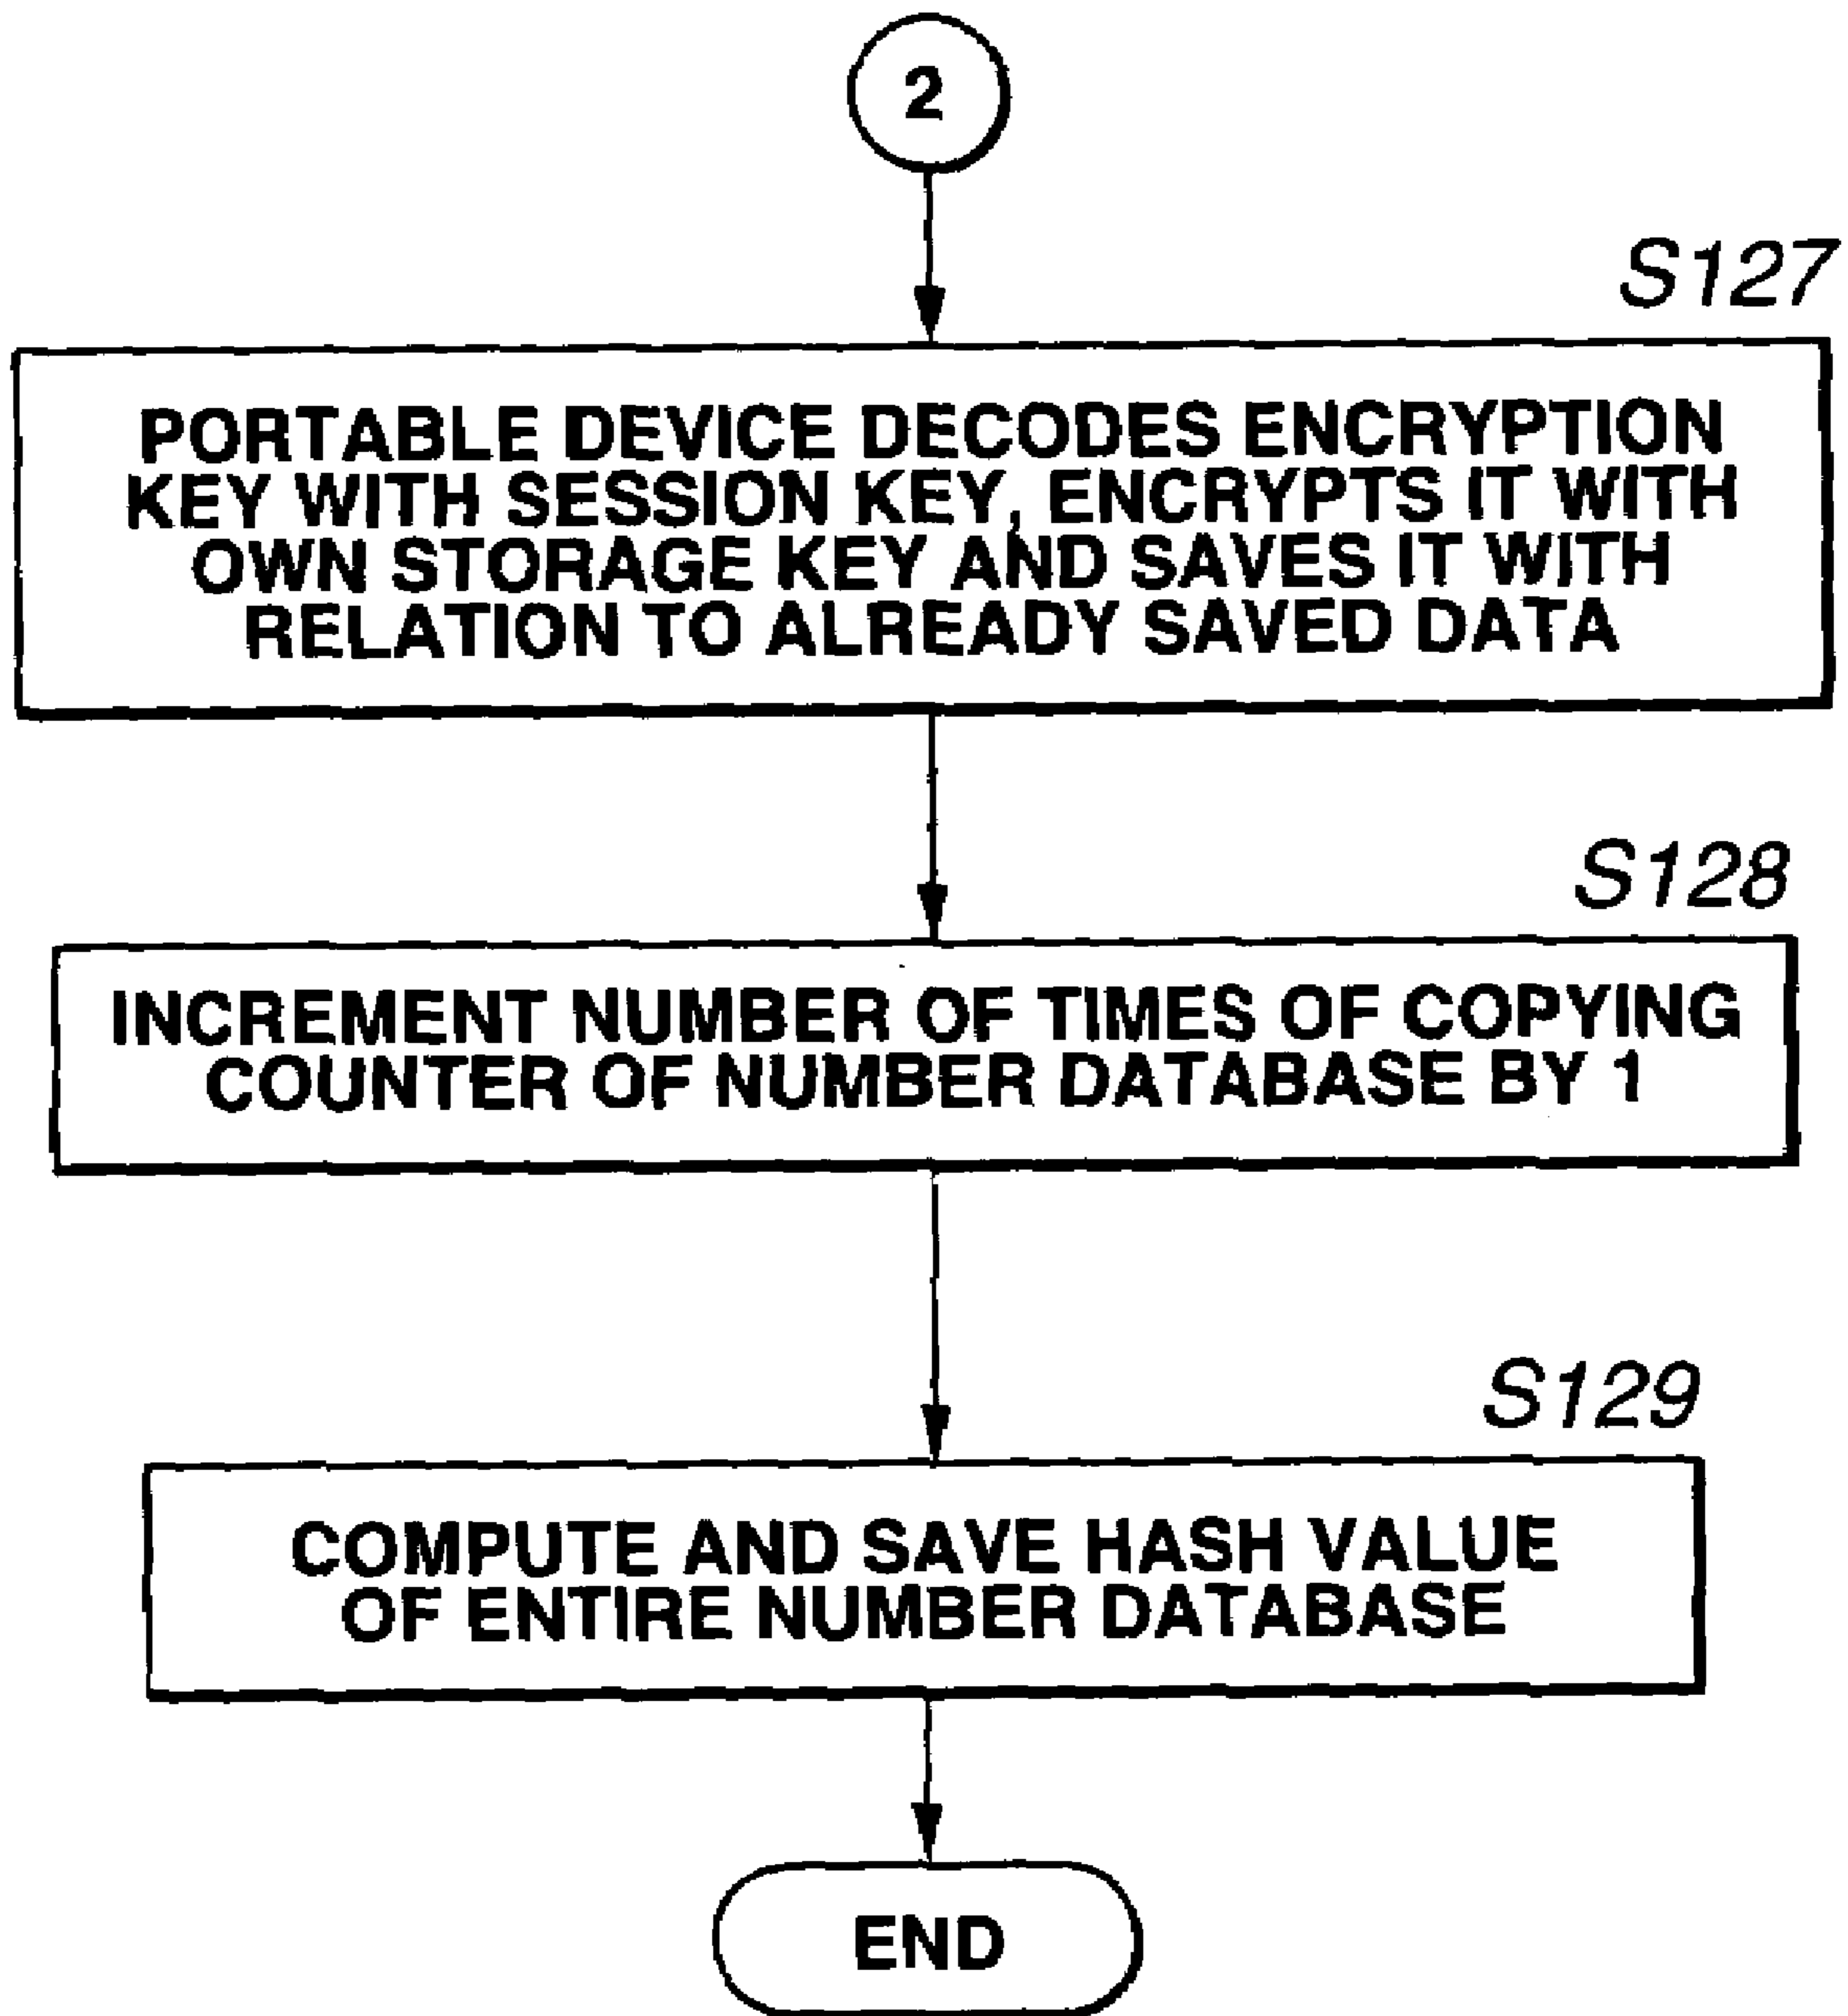 2
S127
PORTABLE DEVICE DECODES ENCRYPTION
KEY WITH SESSION KEY, ENCRYPTS IT WITH
OWN STORAGE KEY AND SAVES IT WITH
RELATION TO ALREADY SAVED DATA
S128
INCREMENT NUMBER OF TIMES OF COPYING
COUNTER OF NUMBER DATABASE BY 1
S129
COMPUTE AND SAVE HASH VALUE
OF ENTIRE NUMBER DATABASE
END